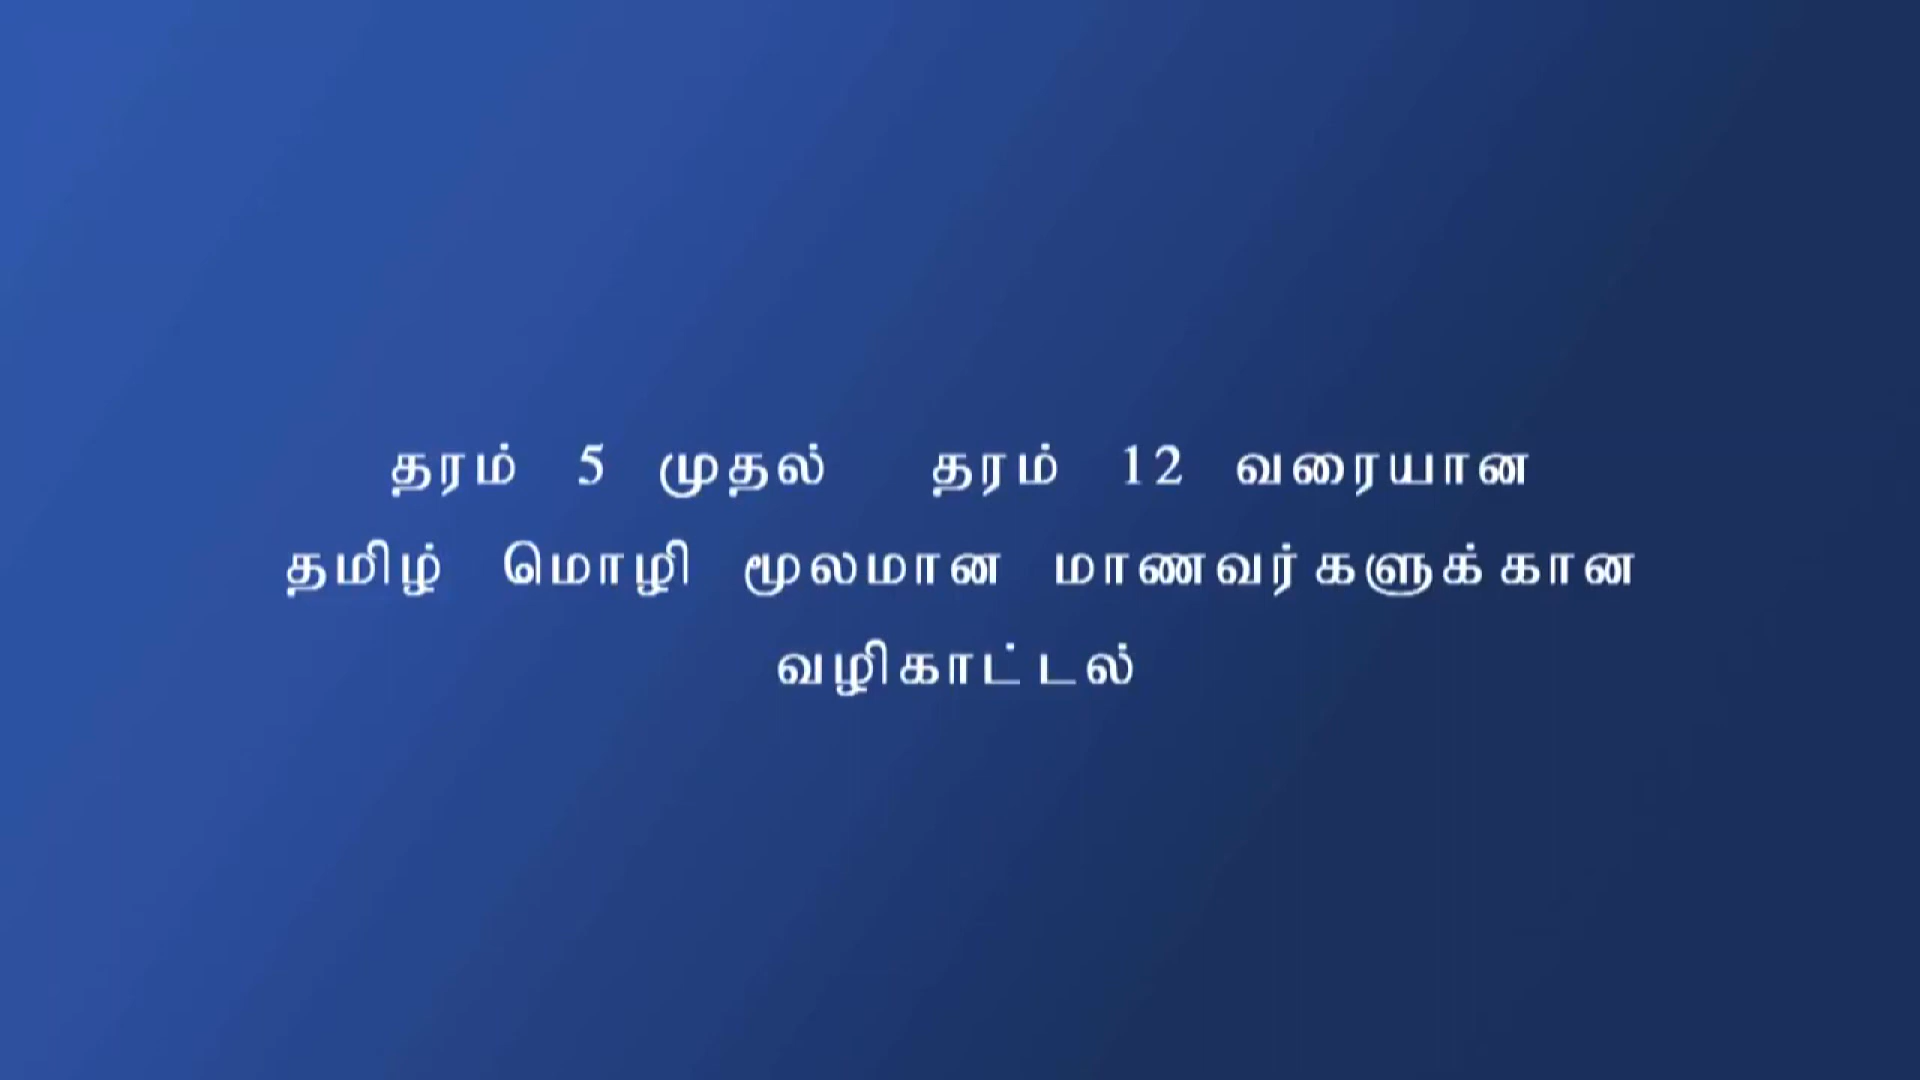 தரம் 5 முதல் தரம் 12 வரையான
தமிழ் மொழி மூலமான மாணவர்களுக்கான
வழிகாட்டல்